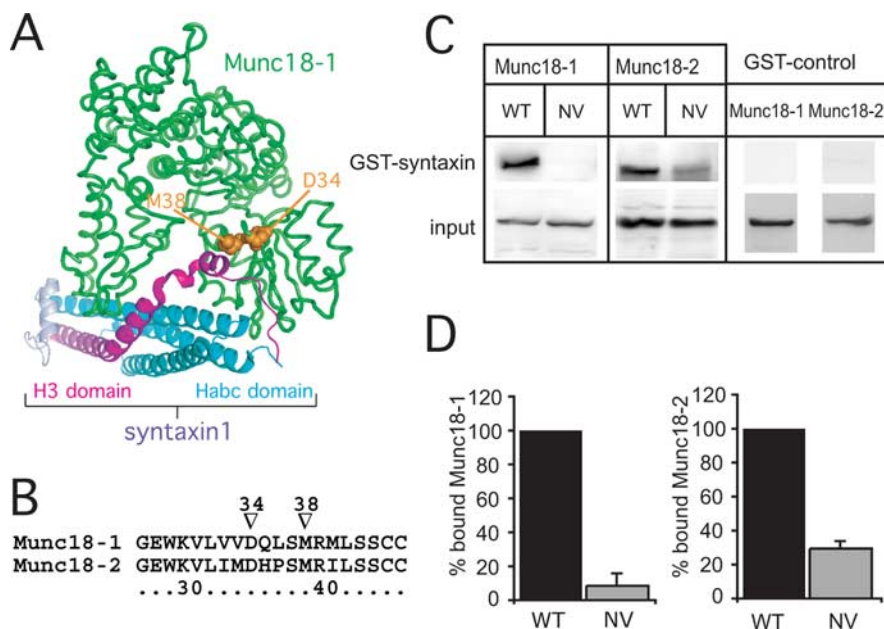 A
Munc18-1
M38
D34
H3 domain
Habc domain
syntaxin1
B
34 38
Munc18-1 GEWKVLVVDQLSMRMLSSCC
Munc18-2 GEWKVLIMDHPSMRILSSCC
...30........40.....
C
Munc18-1 Munc18-2 GST-control
WT NV WT NV Munc18-1 Munc18-2
GST-syntaxin
input
D
% bound Munc18-1
120
100
80
60
40
20
0
WT NV
% bound Munc18-2
120
100
80
60
40
20
0
WT NV